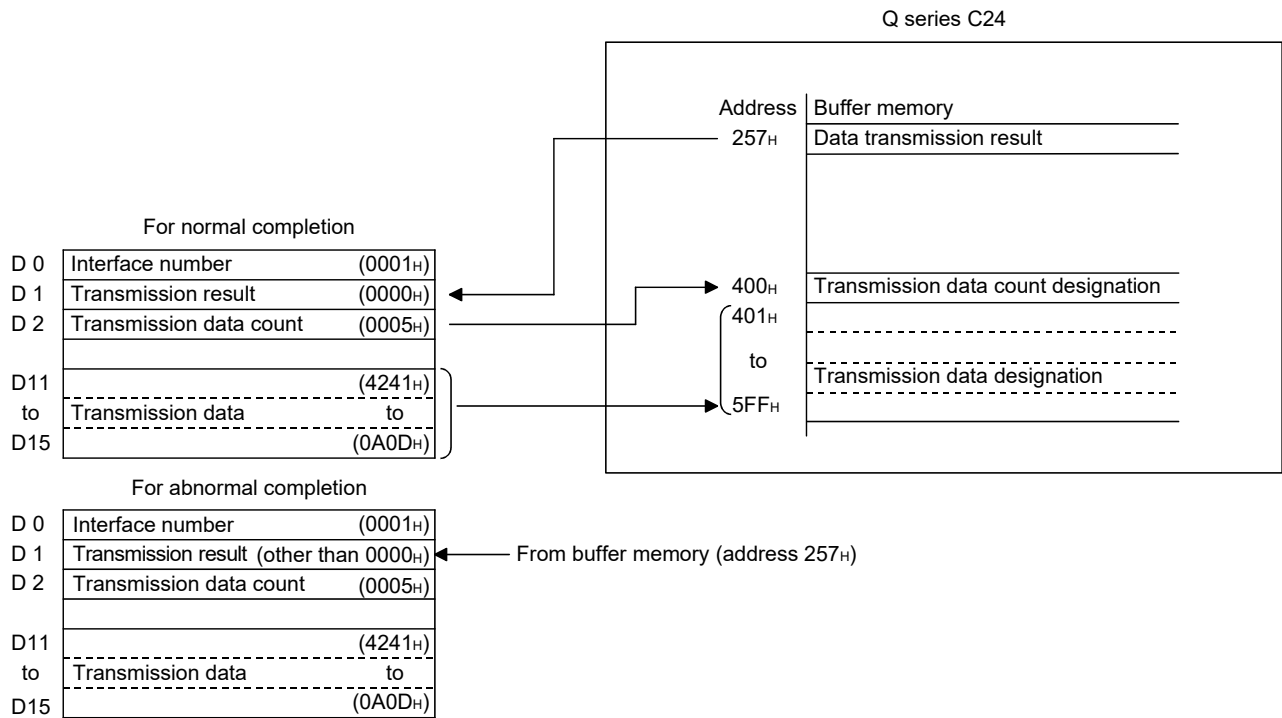 Q series C24
Address Buffer memory
257H Data transmission result
For normal completion
D 0 Interface number (0001H)
D 1 Transmission result (0000H)
D 2 Transmission data count (0005H)
400H Transmission data count designation
401H
to
Transmission data designation
5FFH
D11 (4241H)
to Transmission data to
D15 (0A0DH)
For abnormal completion
D 0 Interface number (0001H)
D 1 Transmission result (other than 0000H) From buffer memory (address 257H)
D 2 Transmission data count (0005H)
D11 (4241H)
to Transmission data to
D15 (0A0DH)